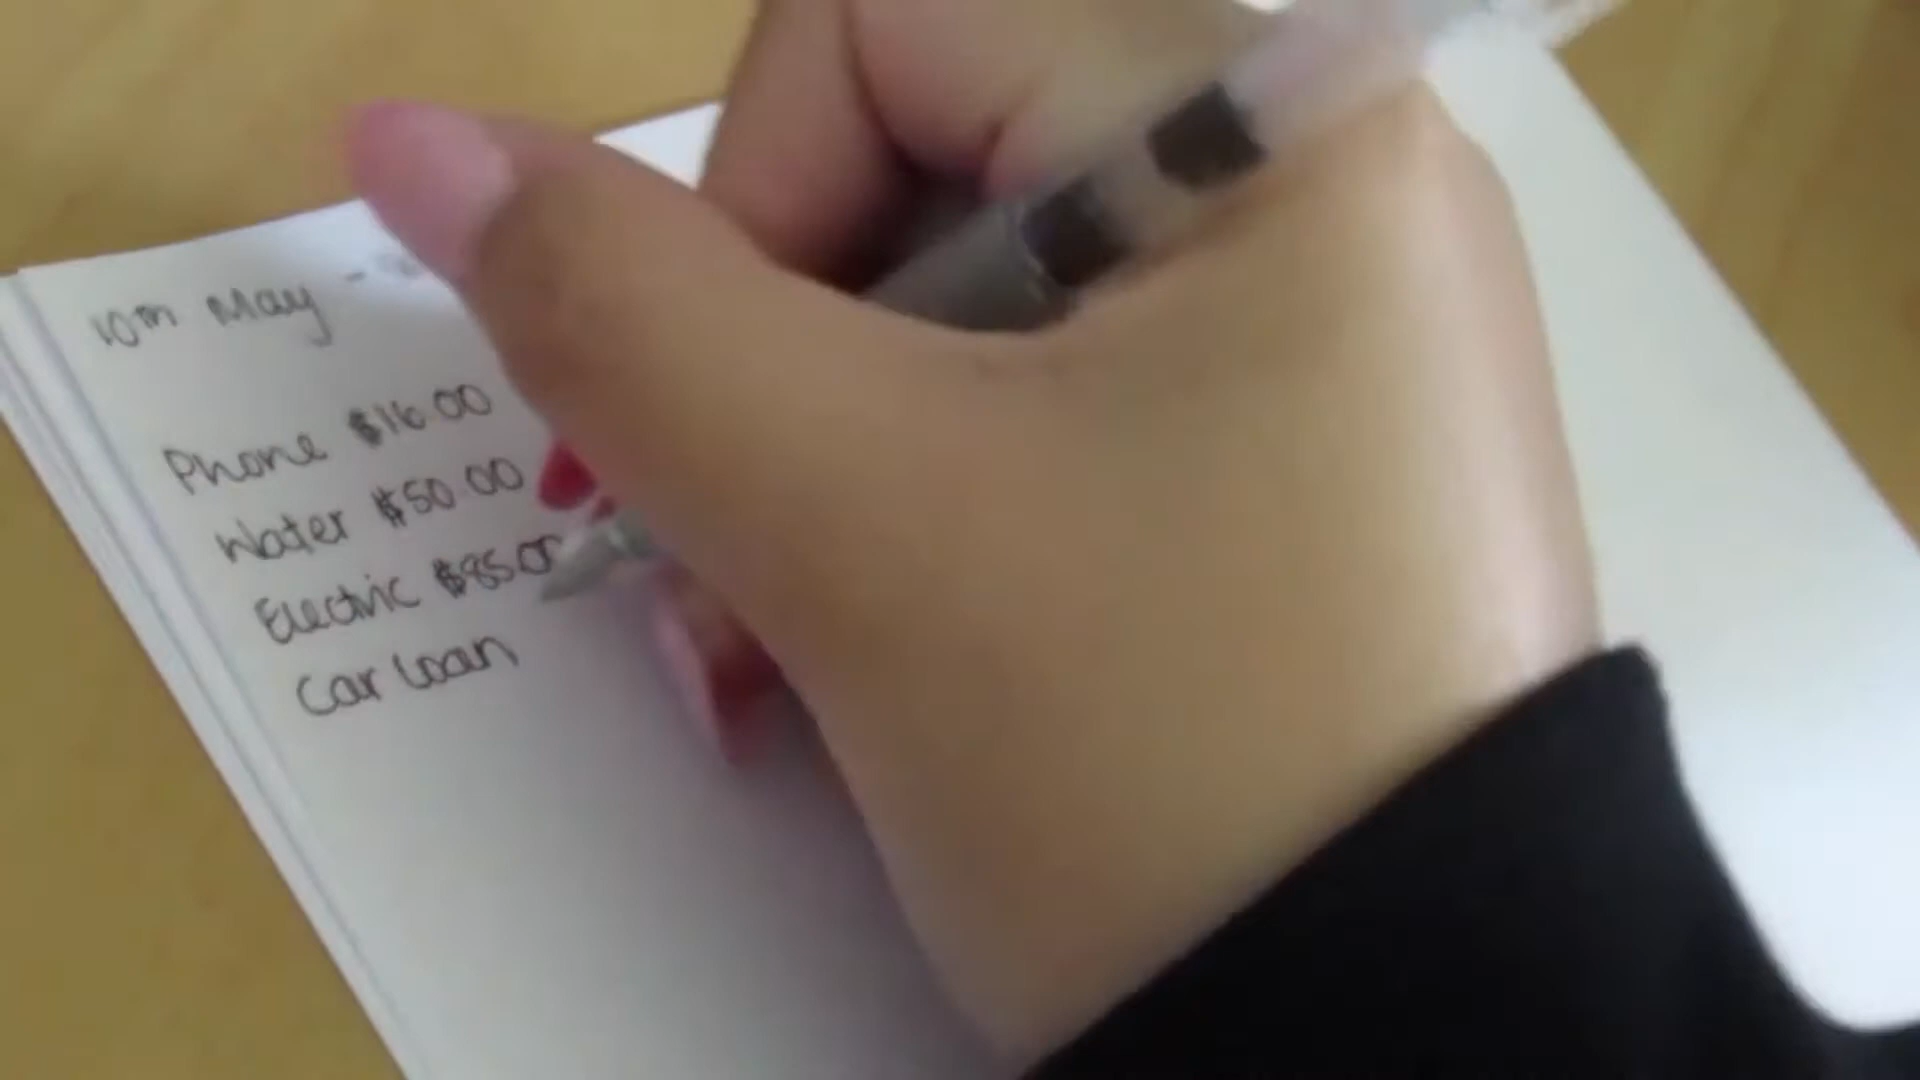 10th May -
Phone $16.00
Water $50.00
Electric $85.00
Car Loan